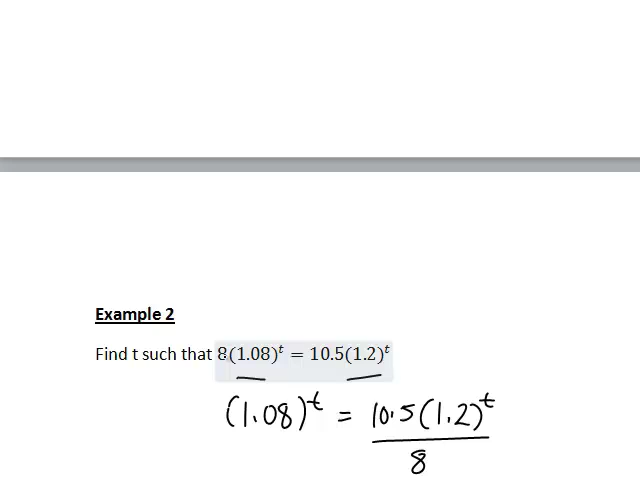 Example 2
Find t such that 8(1.08)^t = 10.5(1.2)^t
(1.08)^t = 10.5(1.2)^t
8